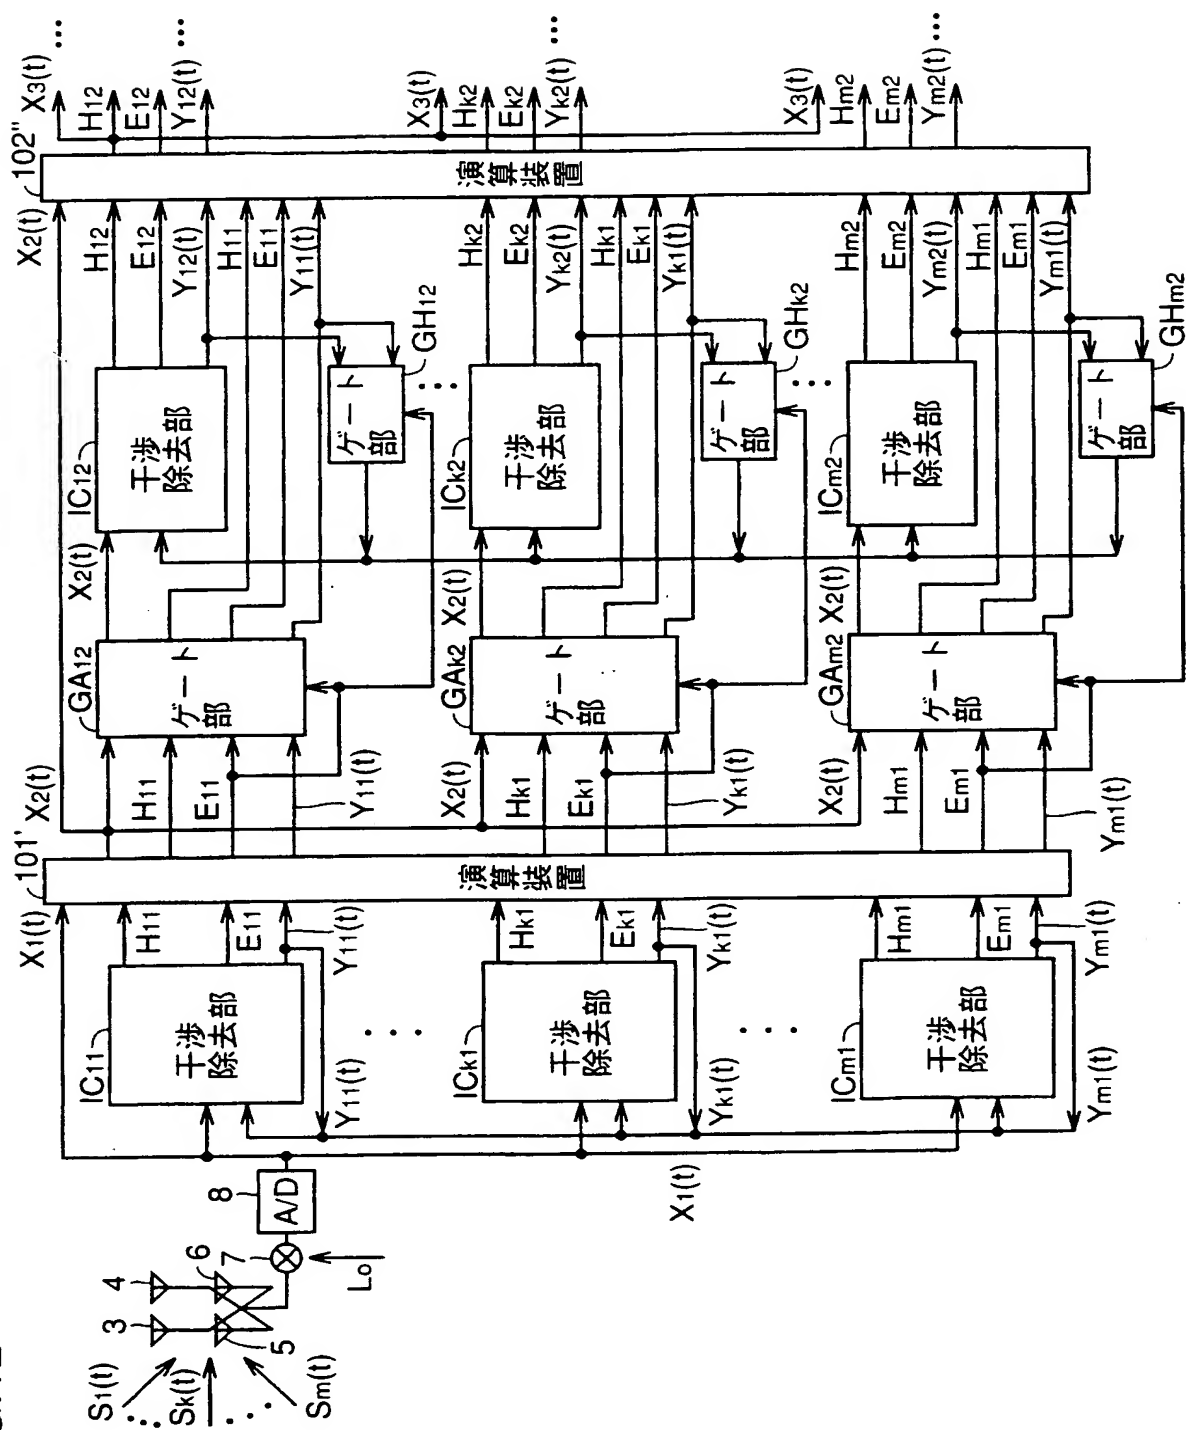 S1(t)
Sk(t)
Sm(t)
3
4
5
6
7
8
Lo
A/D
X1(t)
X1(t)
101'
IC11
干渉
除去部
H11
E11
Y11(t)
Y11(t)
ICk1
干渉
除去部
Hk1
Ek1
Yk1(t)
Yk1(t)
ICm1
干渉
除去部
Hm1
Em1
Ym1(t)
Ym1(t)
演算装置
X2(t)
H11
E11
Y11(t)
X2(t)
Hk1
Ek1
Yk1(t)
X2(t)
Hm1
Em1
Ym1(t)
GA12
ゲート
部
GAk2
ゲート
部
GAm2
ゲート
部
X2(t)
X2(t)
X2(t)
IC12
干渉
除去部
ICk2
干渉
除去部
ICm2
干渉
除去部
ゲート
部
GH12
ゲート
部
GHk2
ゲート
部
GHm2
X2(t)
H12
E12
Y12(t)
H11
E11
Y11(t)
Hk2
Ek2
Yk2(t)
Hk1
Ek1
Yk1(t)
Hm2
Em2
Ym2(t)
Hm1
Em1
Ym1(t)
102"
演算装置
X3(t)
H12
E12
Y12(t)
X3(t)
Hk2
Ek2
Yk2(t)
X3(t)
Hm2
Em2
Ym2(t)